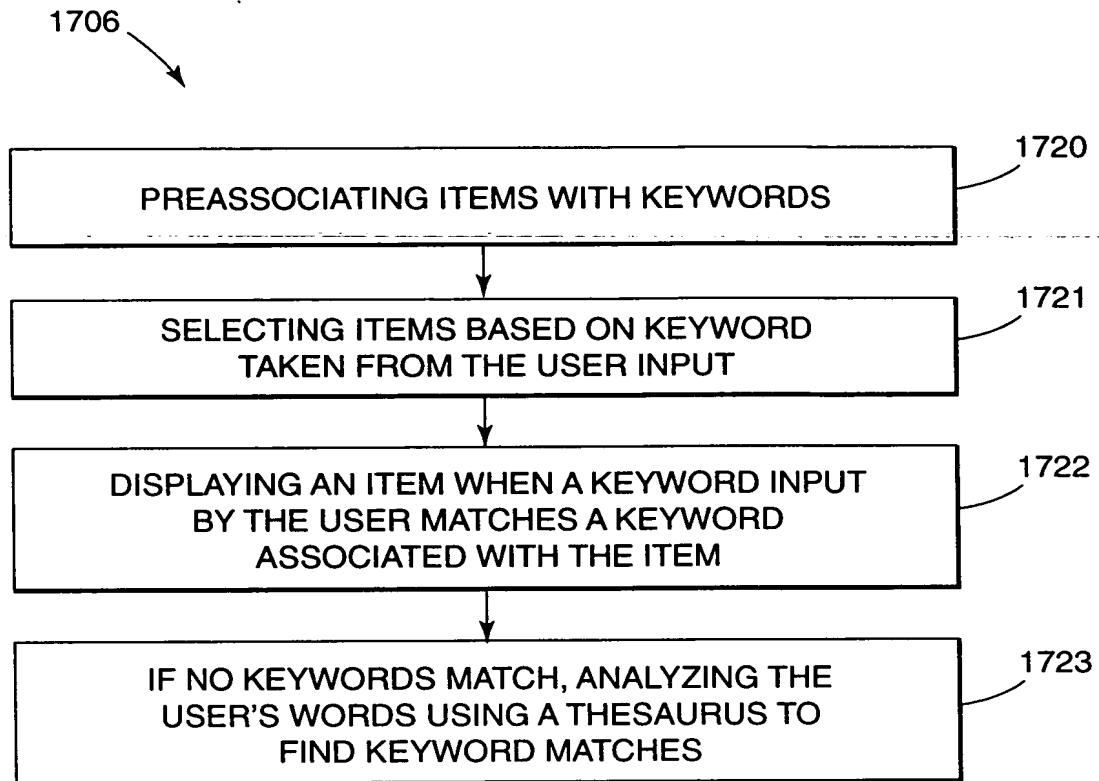 1706
1720
PREASSOCIATING ITEMS WITH KEYWORDS
1721
SELECTING ITEMS BASED ON KEYWORD
TAKEN FROM THE USER INPUT
1722
DISPLAYING AN ITEM WHEN A KEYWORD INPUT
BY THE USER MATCHES A KEYWORD
ASSOCIATED WITH THE ITEM
1723
IF NO KEYWORDS MATCH, ANALYZING THE
USER'S WORDS USING A THESAURUS TO
FIND KEYWORD MATCHES